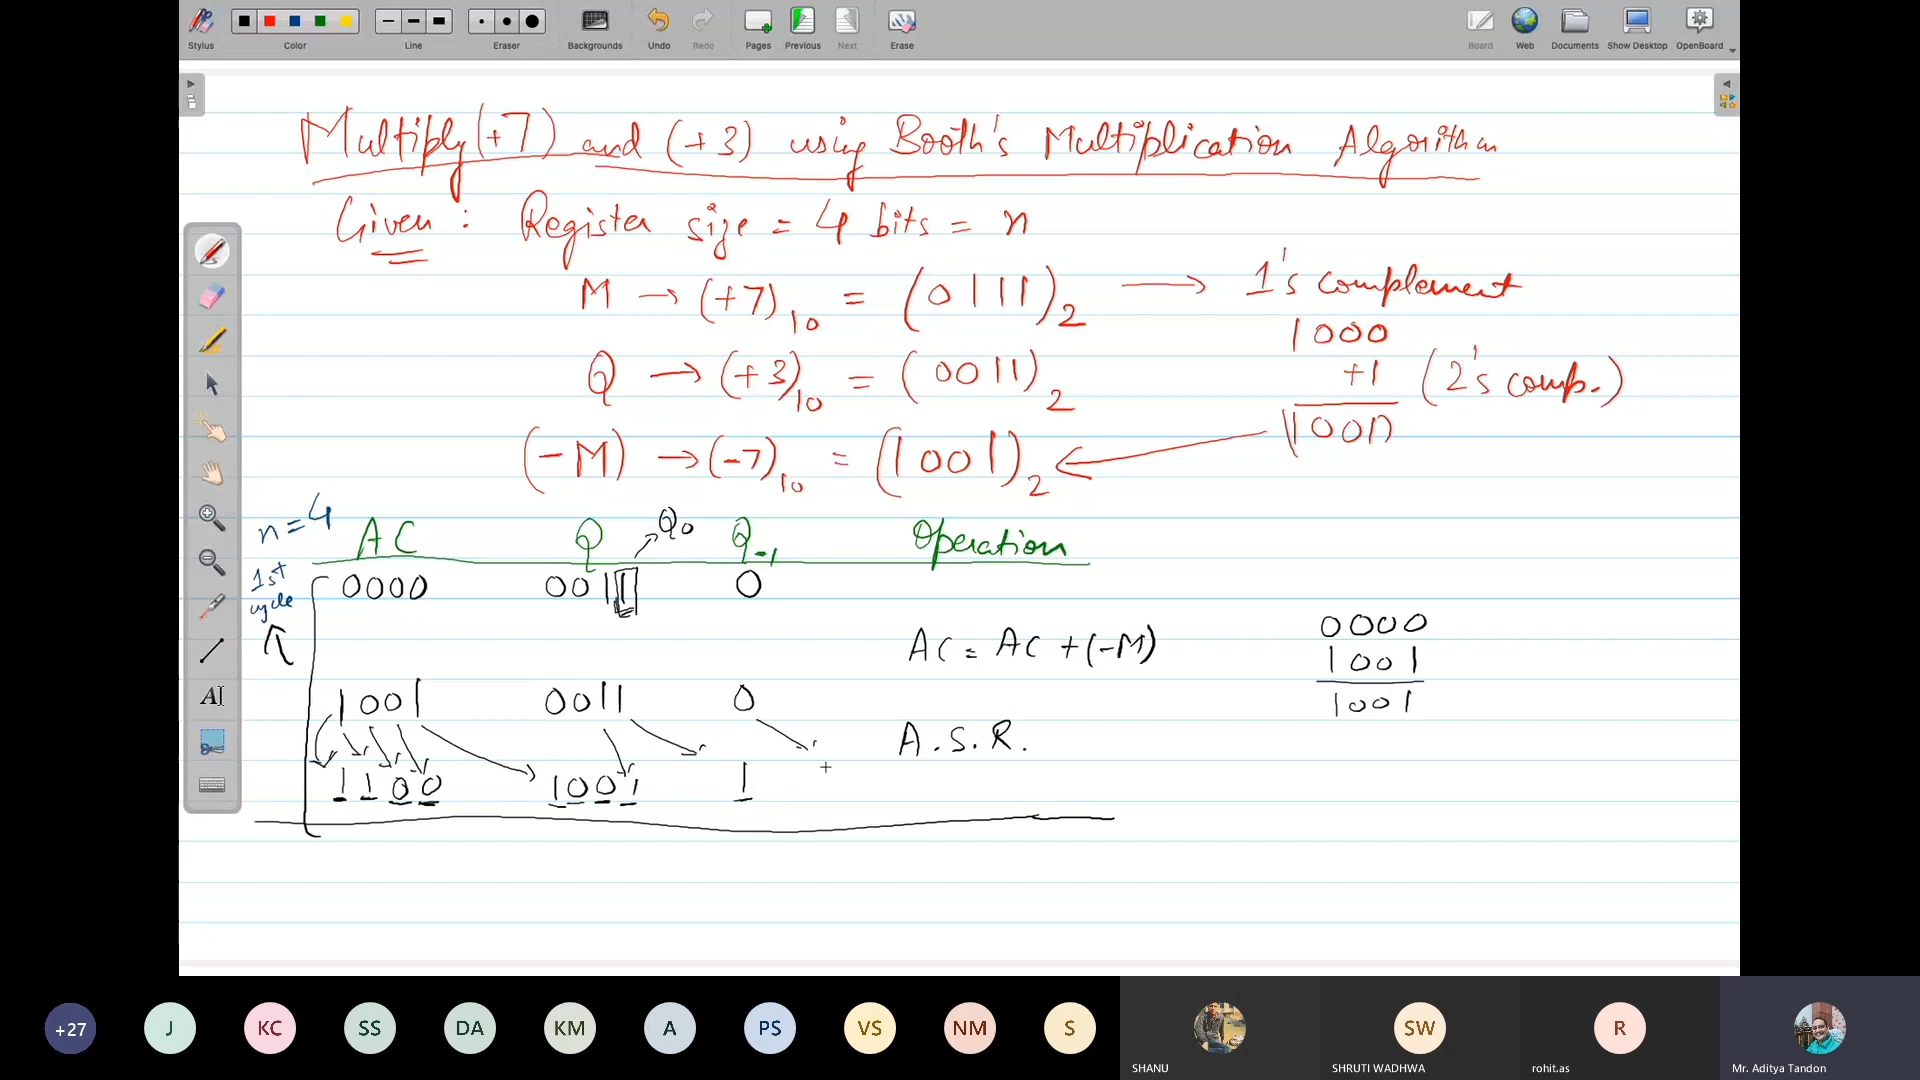 Stylus Color Line Eraser Backgrounds Undo Redo Pages Previous Next Erase Board Web Documents Show Desktop OpenBoard
Multiply (+7) and (+3) using Booth's Multiplication Algorithm
Given : Register size = 4 bits = n
M → (+7)10 = (0111)2 → 1's complement
1000
Q → (+3)10 = (0011)2 +1 (2's comp.)
1001
(-M) → (-7)10 = (1001)2
n=4 AC Q Q0 Q-1 Operation
1st cycle 0000 0011 0
0000
AC = AC + (-M) 1001
1001 0011 0 1001
A.S.R.
1100 1001 1
+27 J KC SS DA KM A PS VS NM S SW R
SHANU SHRUTI WADHWA rohit.as Mr. Aditya Tandon